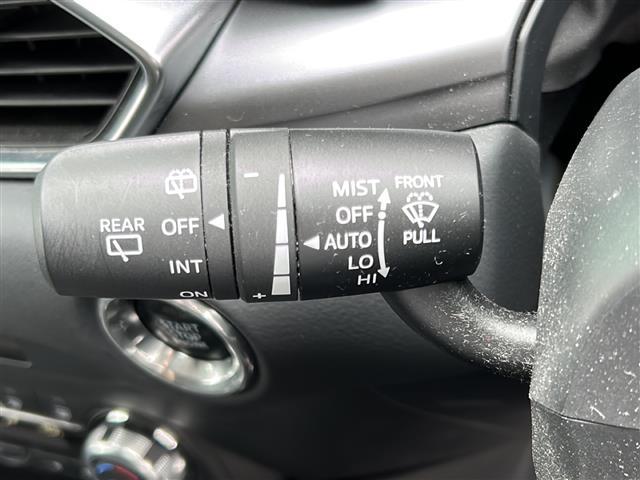 REAR
OFF
INT
ON
−
+
MIST
OFF
AUTO
LO
HI
FRONT
PULL
START
STOP